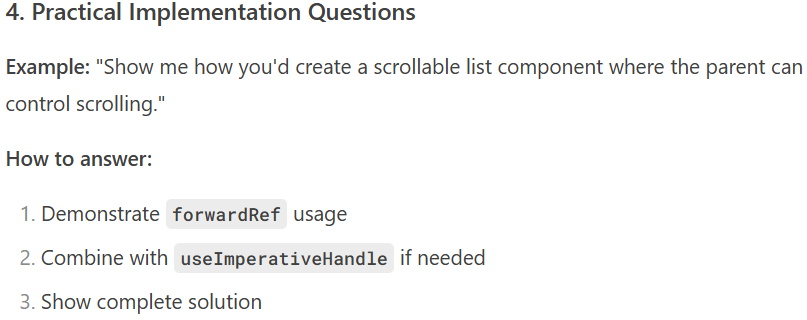 4. Practical Implementation Questions
Example: "Show me how you'd create a scrollable list component where the parent can
control scrolling."
How to answer:
1. Demonstrate forwardRef usage
2. Combine with useImperativeHandle if needed
3. Show complete solution